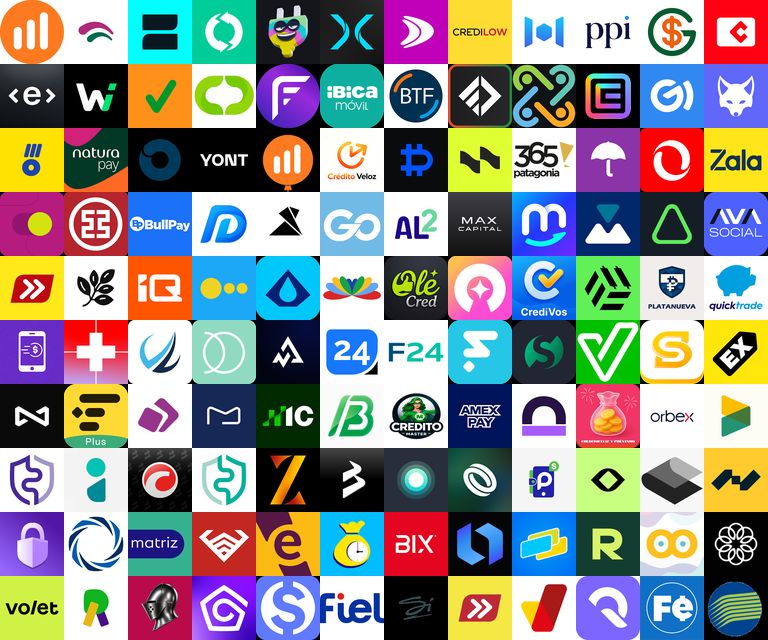 CREDILOW
ppi
<e>
iBiCa
móvil
BTF
natura
pay
YONT
Crédito Veloz
365
patagonia
Zala
BullPay
GO
AL2
MAX
CAPITAL
AVA
SOCIAL
iQ
Olé
Cred
CrediVos
PLATANUEVA
quicktrade
24
F24
S
EX
Plus
1C
CREDITO
MASTER
AMEX
PAY
orbex
Z
matriz
e
BIX
R
volet
Fiel
Fē